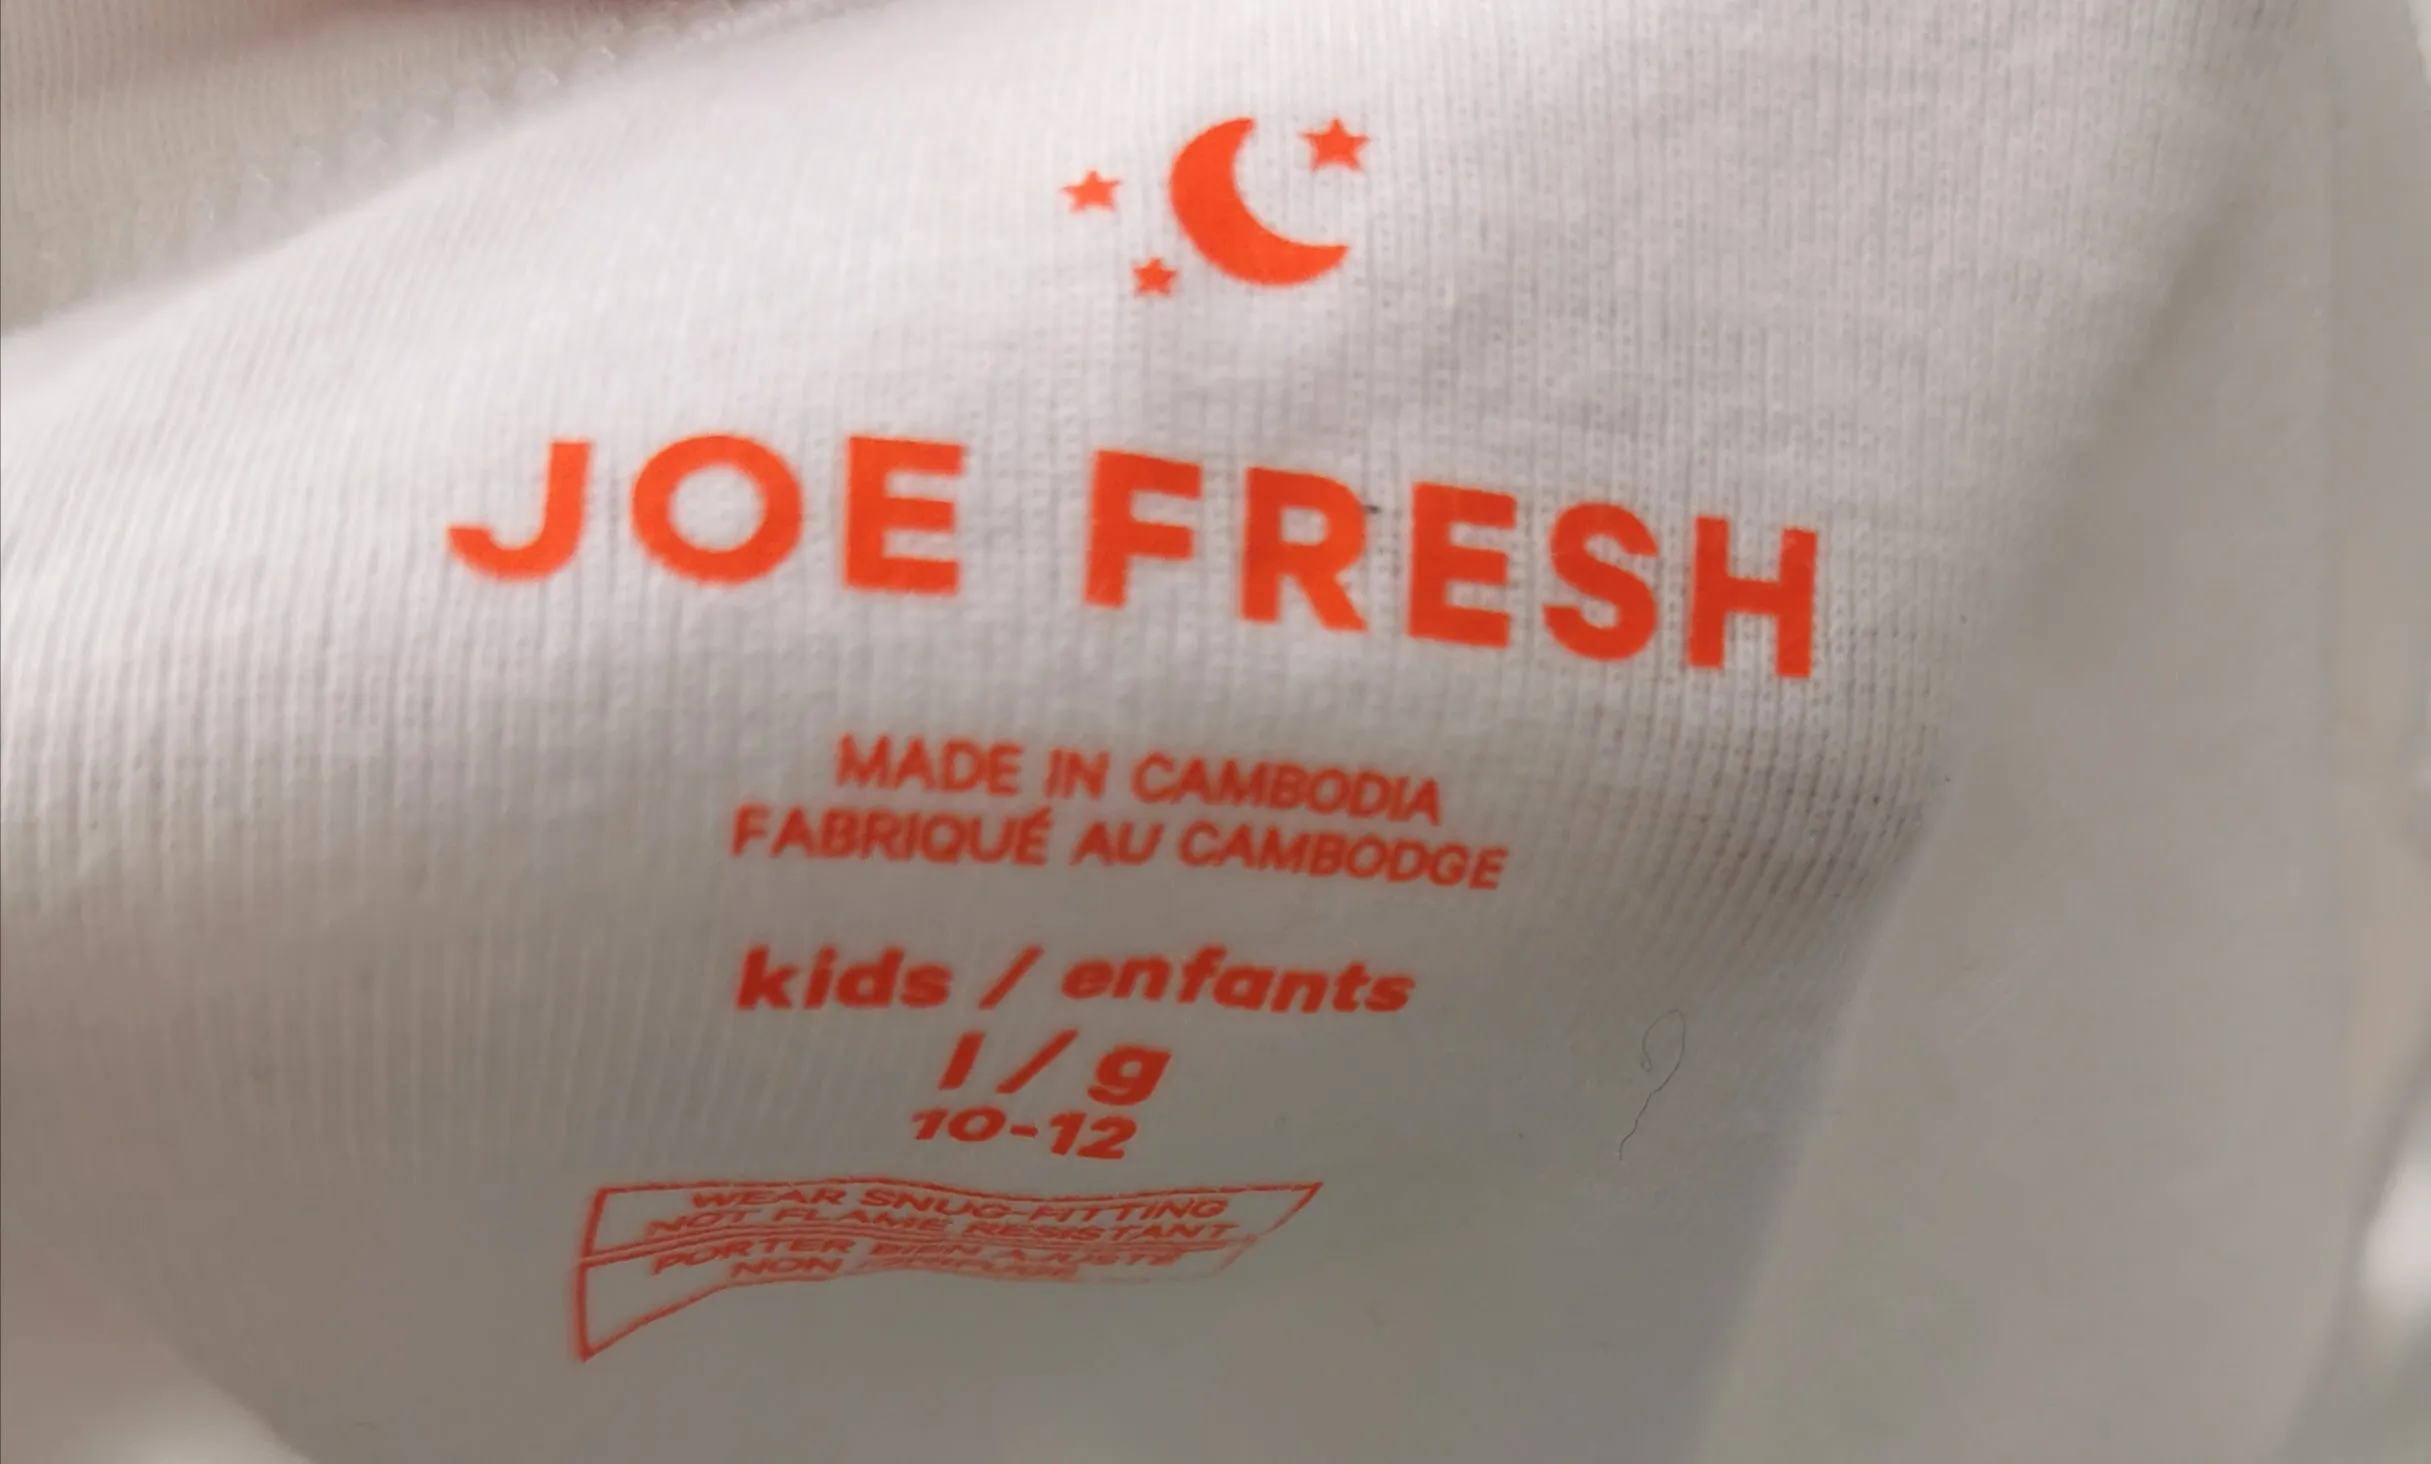 JOE FRESH
MADE IN CAMBODIA
FABRIQUÉ AU CAMBODGE
kids / enfants
l / g
10-12
WEAR SNUG-FITTING
NOT FLAME RESISTANT
PORTER BIEN AJUSTÉ
NON